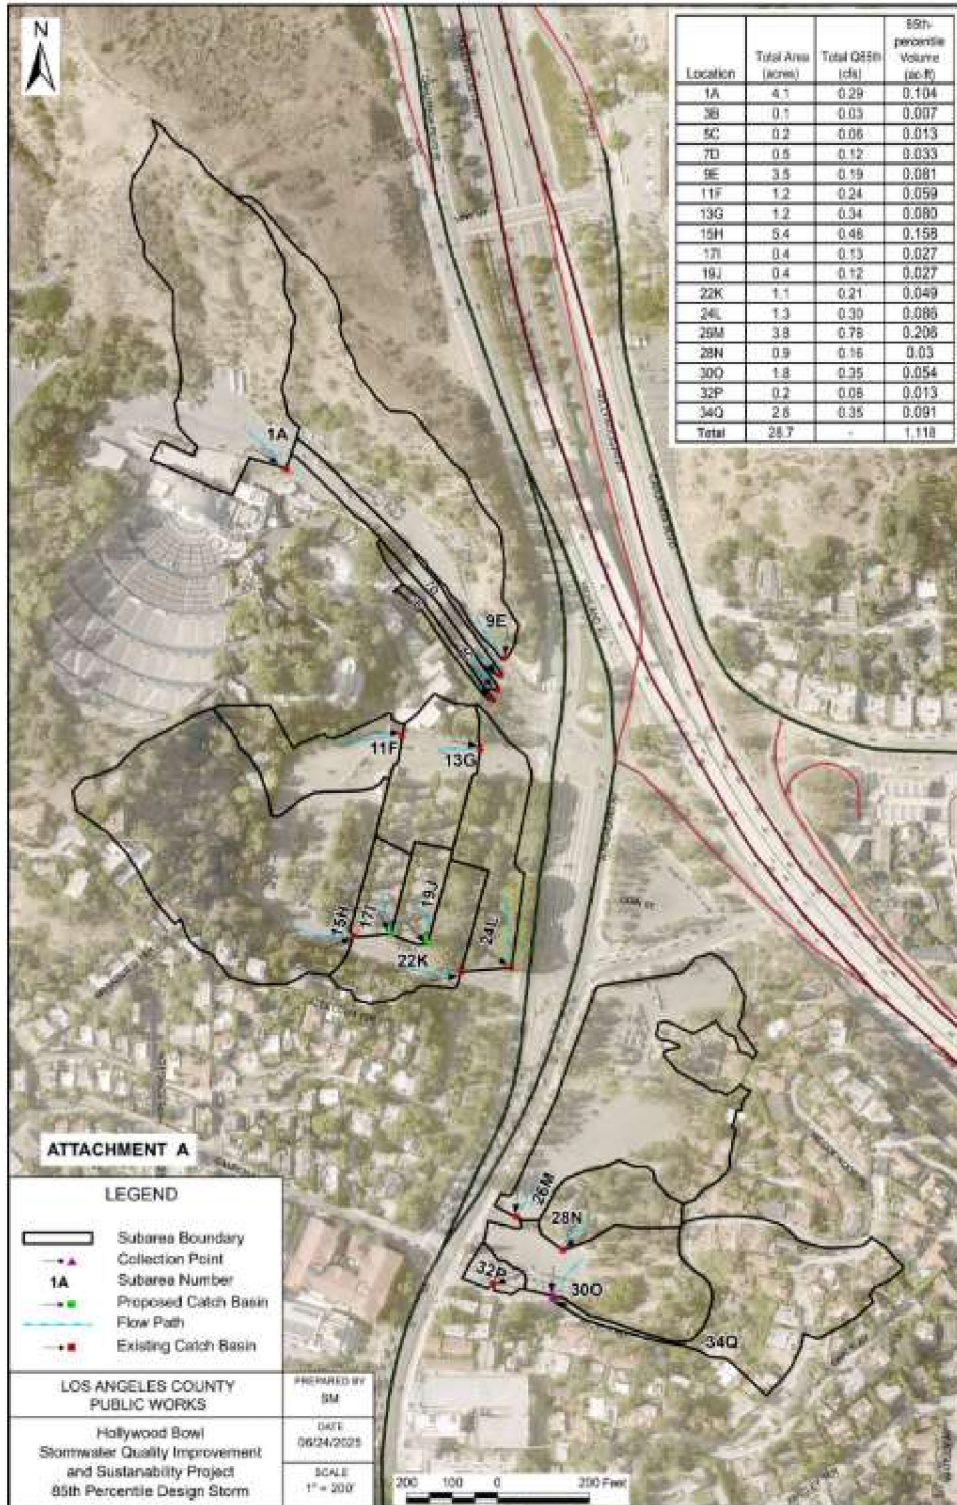 N
Location Total Area (acres) Total Q85th (cfs) 85th-percentile Volume (ac-ft)
1A 4.1 0.29 0.104
3B 0.1 0.03 0.007
5C 0.2 0.06 0.013
7D 0.5 0.12 0.033
9E 3.5 0.19 0.081
11F 1.2 0.24 0.059
13G 1.2 0.34 0.080
15H 5.4 0.46 0.158
17I 0.4 0.13 0.027
19J 0.4 0.12 0.027
22K 1.1 0.21 0.049
24L 1.3 0.30 0.086
26M 3.8 0.78 0.206
28N 0.9 0.16 0.03
30O 1.8 0.35 0.054
32P 0.2 0.08 0.013
34Q 2.6 0.35 0.091
Total 28.7 - 1.118
1A
7D
9E
11F
13G
15H
17I
19J
22K
24L
26M
28N
32P
30O
34Q
ATTACHMENT A
LEGEND
Subarea Boundary
Collection Point
1A Subarea Number
Proposed Catch Basin
Flow Path
Existing Catch Basin
LOS ANGELES COUNTY
PUBLIC WORKS
PREPARED BY
SM
Hollywood Bowl
Stormwater Quality Improvement
and Sustanability Project
85th Percentile Design Storm
DATE
06/24/2025
SCALE
1" = 200'
200 100 0 200 Feet